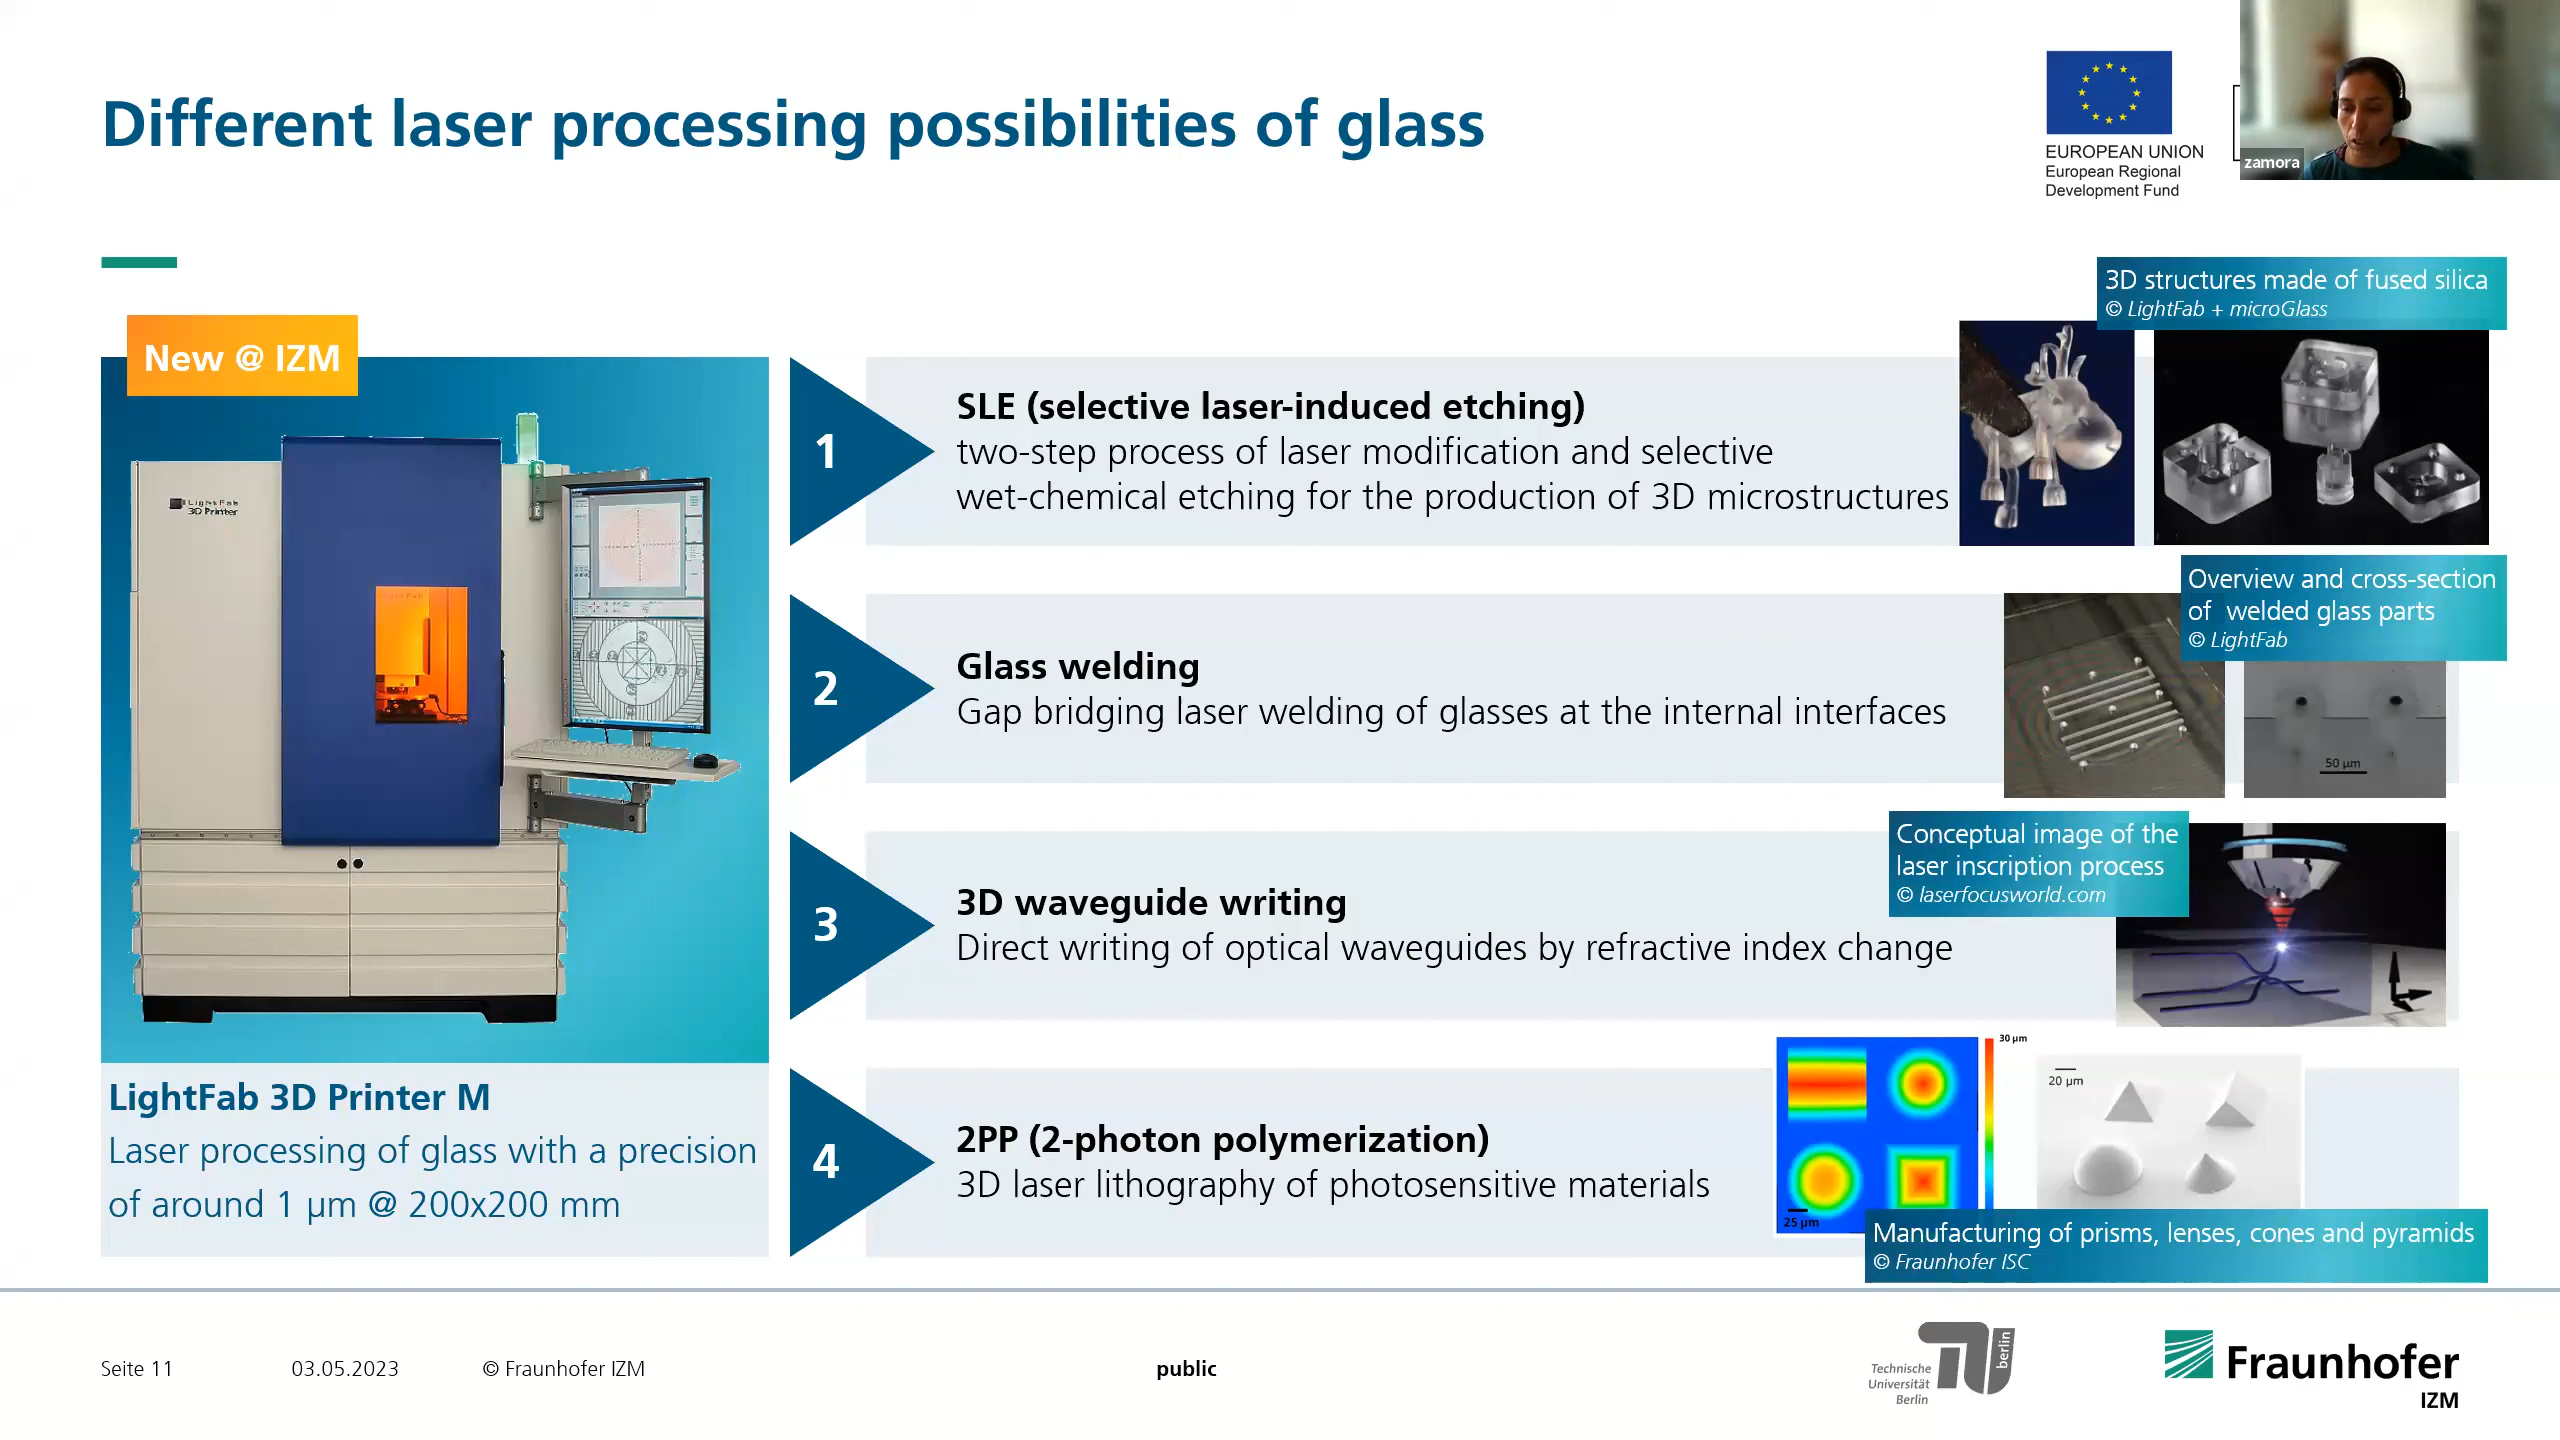 Different laser processing possibilities of glass
EUROPEAN UNION
European Regional
Development Fund
zamora
New @ IZM
LightFab
3D Printer
LightFab 3D Printer M
Laser processing of glass with a precision
of around 1 µm @ 200x200 mm
1
SLE (selective laser-induced etching)
two-step process of laser modification and selective
wet-chemical etching for the production of 3D microstructures
3D structures made of fused silica
© LightFab + microGlass
2
Glass welding
Gap bridging laser welding of glasses at the internal interfaces
Overview and cross-section
of  welded glass parts
© LightFab
50 µm
3
3D waveguide writing
Direct writing of optical waveguides by refractive index change
Conceptual image of the
laser inscription process
© laserfocusworld.com
4
2PP (2-photon polymerization)
3D laser lithography of photosensitive materials
30 µm
25 µm
20 µm
Manufacturing of prisms, lenses, cones and pyramids
© Fraunhofer ISC
Seite 11
03.05.2023
© Fraunhofer IZM
public
Technische
Universität
Berlin
berlin
Fraunhofer
IZM